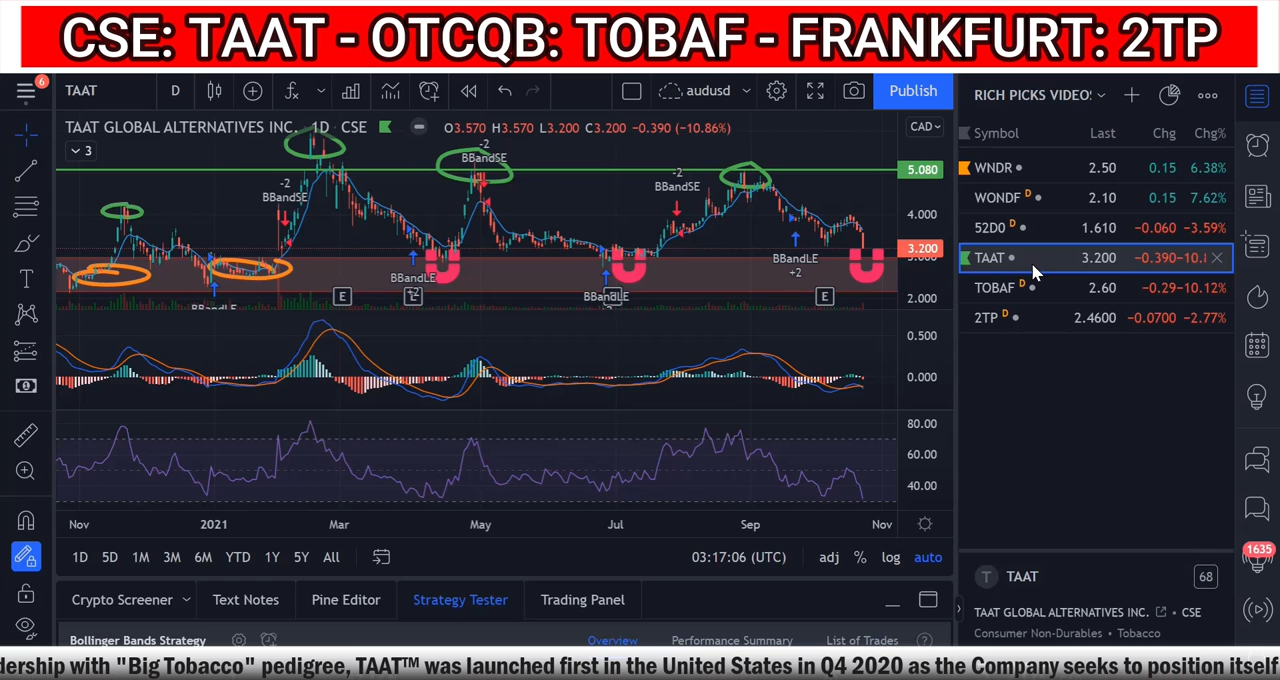 CSE: TAAT - OTCQB: TOBAF - FRANKFURT: 2TP
6
TAAT D audusd Publish
RICH PICKS VIDEO
TAAT GLOBAL ALTERNATIVES INC. 1D CSE O3.570 H3.570 L3.200 C3.200 −0.390 (−10.86%) CAD
3
Symbol Last Chg Chg%
WNDR 2.50 0.15 6.38%
WONDF D 2.10 0.15 7.62%
52D0 D 1.610 −0.060 −3.59%
TAAT 3.200 −0.390 −10.
TOBAF D 2.60 −0.29 −10.12%
2TP D 2.4600 −0.0700 −2.77%
-2
BBandSE
-2
BBandSE
-2
BBandSE
BBandLE
BBandLE
BBandLE
+2
E
E
E
5.080
4.000
3.200
2.000
0.500
0.000
80.00
60.00
40.00
Nov 2021 Mar May Jul Sep Nov
1D 5D 1M 3M 6M YTD 1Y 5Y All 03:17:06 (UTC) adj % log auto
Crypto Screener Text Notes Pine Editor Strategy Tester Trading Panel
Bollinger Bands Strategy Overview Performance Summary List of Trades
1635
T TAAT 68
TAAT GLOBAL ALTERNATIVES INC. • CSE
Consumer Non-Durables • Tobacco
dership with "Big Tobacco" pedigree, TAAT™ was launched first in the United States in Q4 2020 as the Company seeks to position itself